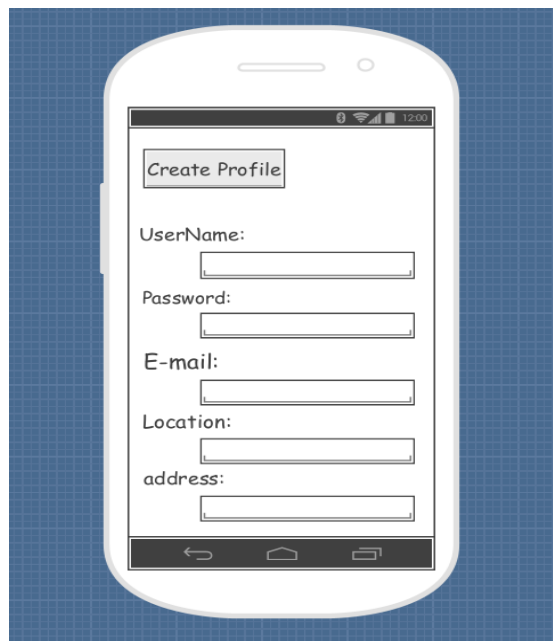 12:00
Create Profile
UserName:
Password:
E-mail:
Location:
address: